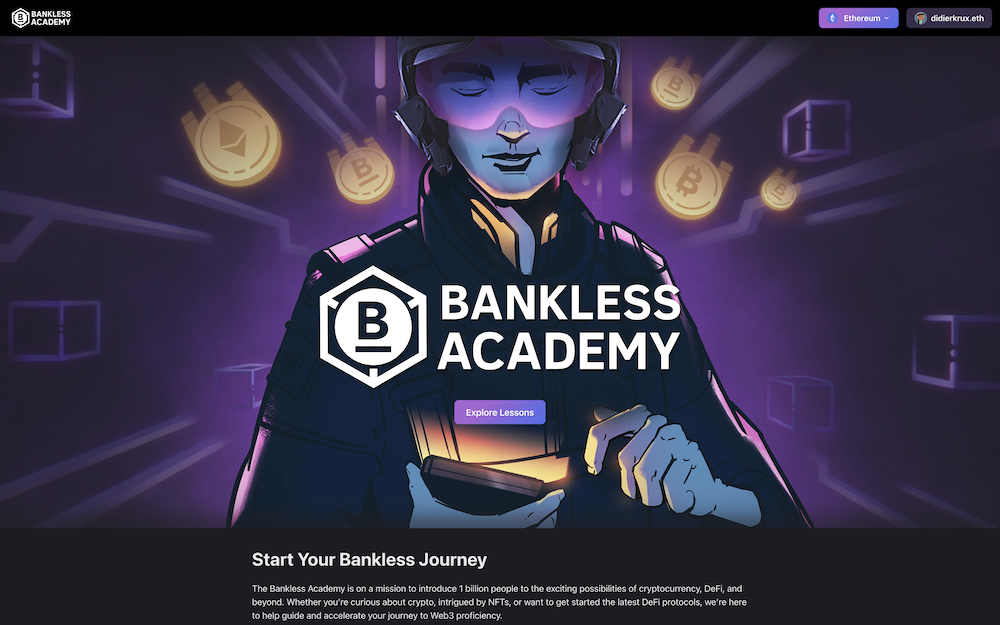 BANKLESS
ACADEMY
Ethereum
didierkrux.eth
B
B
B
BANKLESS
ACADEMY
Explore Lessons
Start Your Bankless Journey
The Bankless Academy is on a mission to introduce 1 billion people to the exciting possibilities of cryptocurrency, DeFi, and
beyond. Whether you're curious about crypto, intrigued by NFTs, or want to get started the latest DeFi protocols, we're here
to help guide and accelerate your journey to Web3 proficiency.